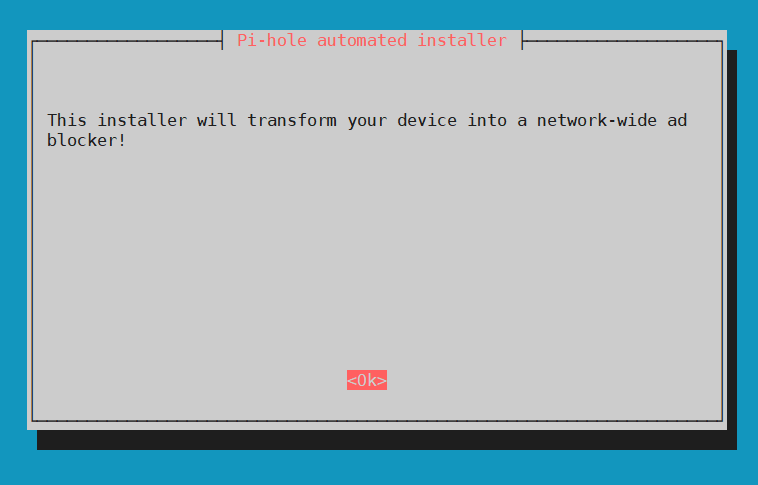 Pi-hole automated installer
This installer will transform your device into a network-wide ad
blocker!
<Ok>